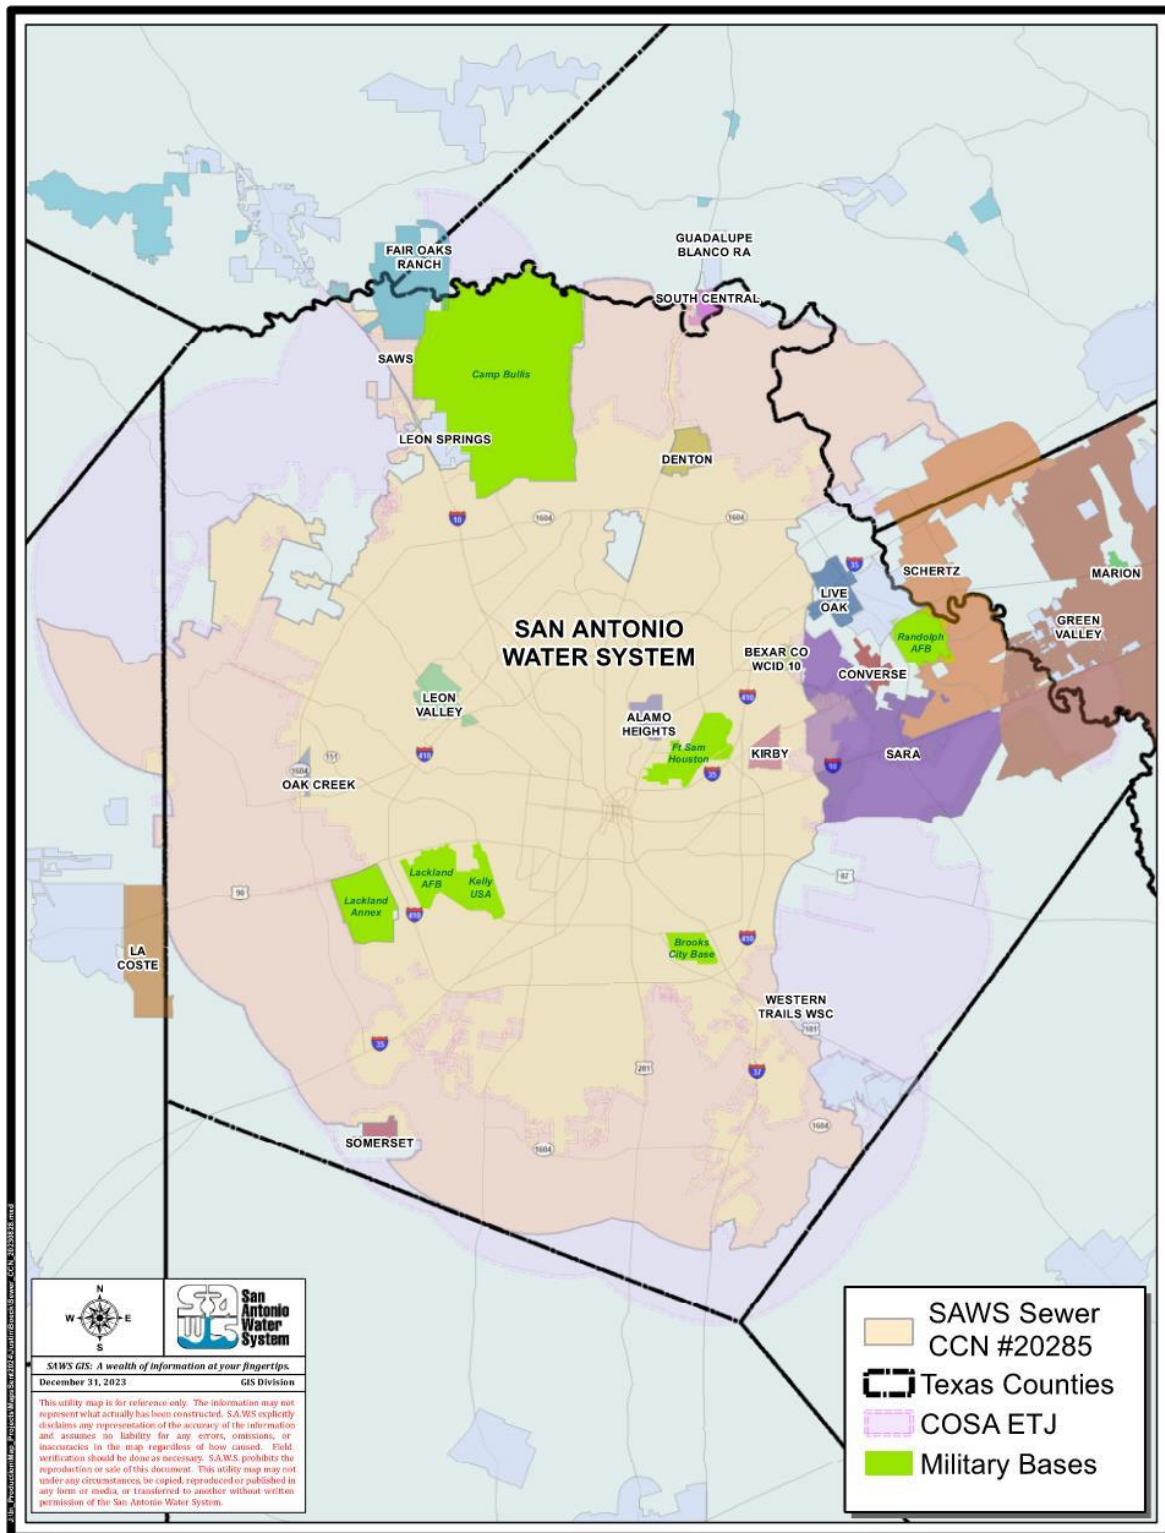 FAIR OAKS
RANCH
GUADALUPE
BLANCO RA
SOUTH CENTRAL
SAWS
Camp Bullis
LEON SPRINGS
DENTON
10
1604
1604
35
SCHERTZ
MARION
LIVE
OAK
GREEN
VALLEY
SAN ANTONIO
WATER SYSTEM
Randolph
AFB
BEXAR CO
WCID 10
CONVERSE
LEON
VALLEY
410
ALAMO
HEIGHTS
Ft Sam
Houston
KIRBY
SARA
151
410
1604
35
10
OAK CREEK
Lackland
AFB
Kelly
USA
87
90
Lackland
Annex
410
Brooks
City Base
410
LA
COSTE
WESTERN
TRAILS WSC
181
35
281
37
1604
SOMERSET
1604
N
W
E
S
San
Antonio
Water
System
SAWS GIS: A wealth of information at your fingertips.
December 31, 2023 GIS Division
This utility map is for reference only. The information may not
represent what actually has been constructed. S.A.W.S explicitly
disclaims any representation of the accuracy of the information
and assumes no liability for any errors, omissions, or
inaccuracies in the map regardless of how caused. Field
verification should be done as necessary. S.A.W.S. prohibits the
reproduction or sale of this document. This utility map may not
under any circumstances, be copied, reproduced or published in
any form or media, or transferred to another without written
permission of the San Antonio Water System.
SAWS Sewer
CCN #20285
Texas Counties
COSA ETJ
Military Bases